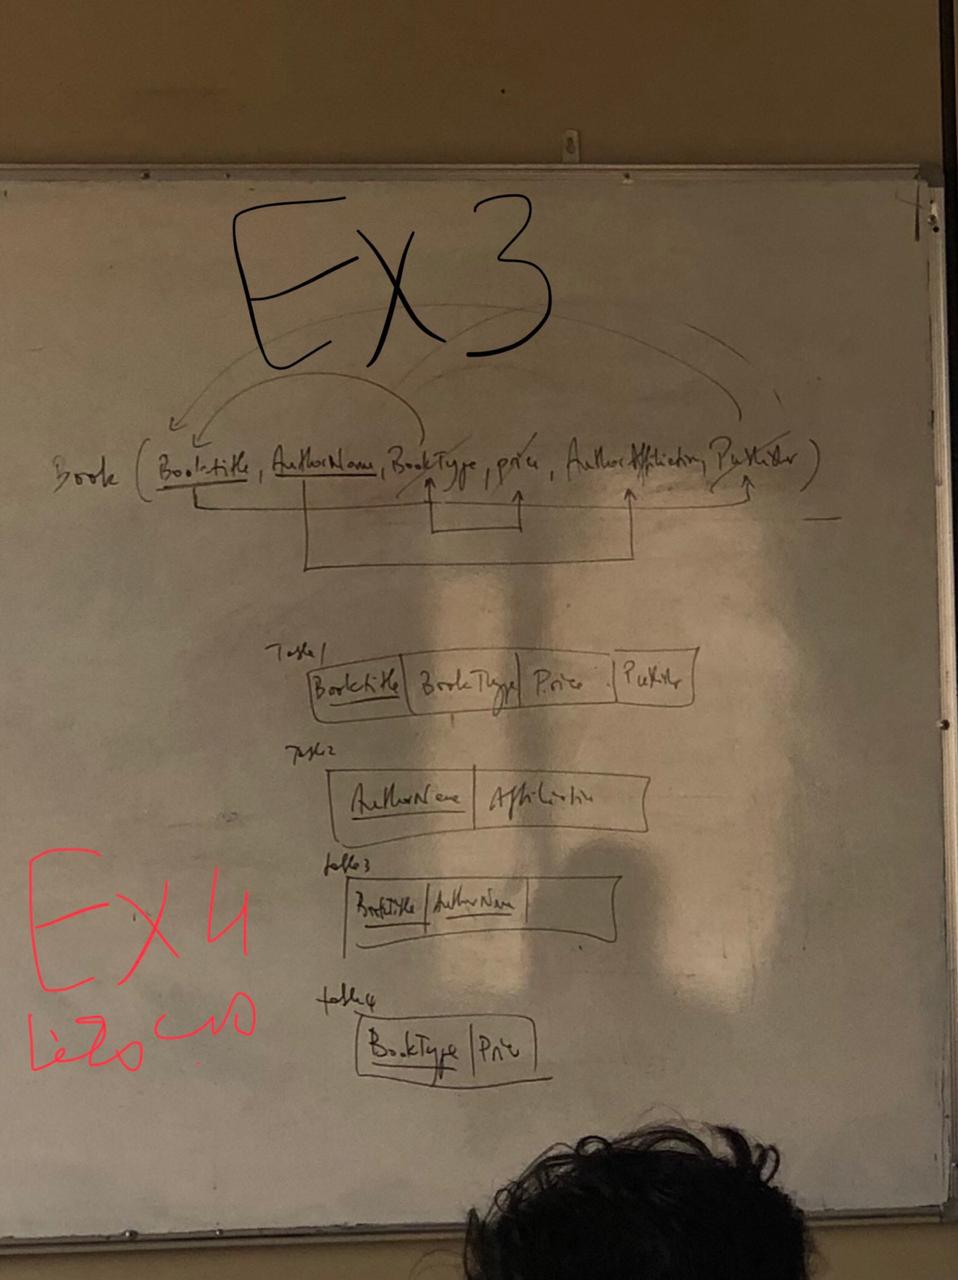 EX3
Book (Booktitle, AuthorName, BookType, price, AuthorAffiliation, Publisher)
Table1
Booktitle BookType Price Publisher
Table2
AuthorName Affiliation
table3
BookTitle AuthorName
EX4
table4
BookType Price